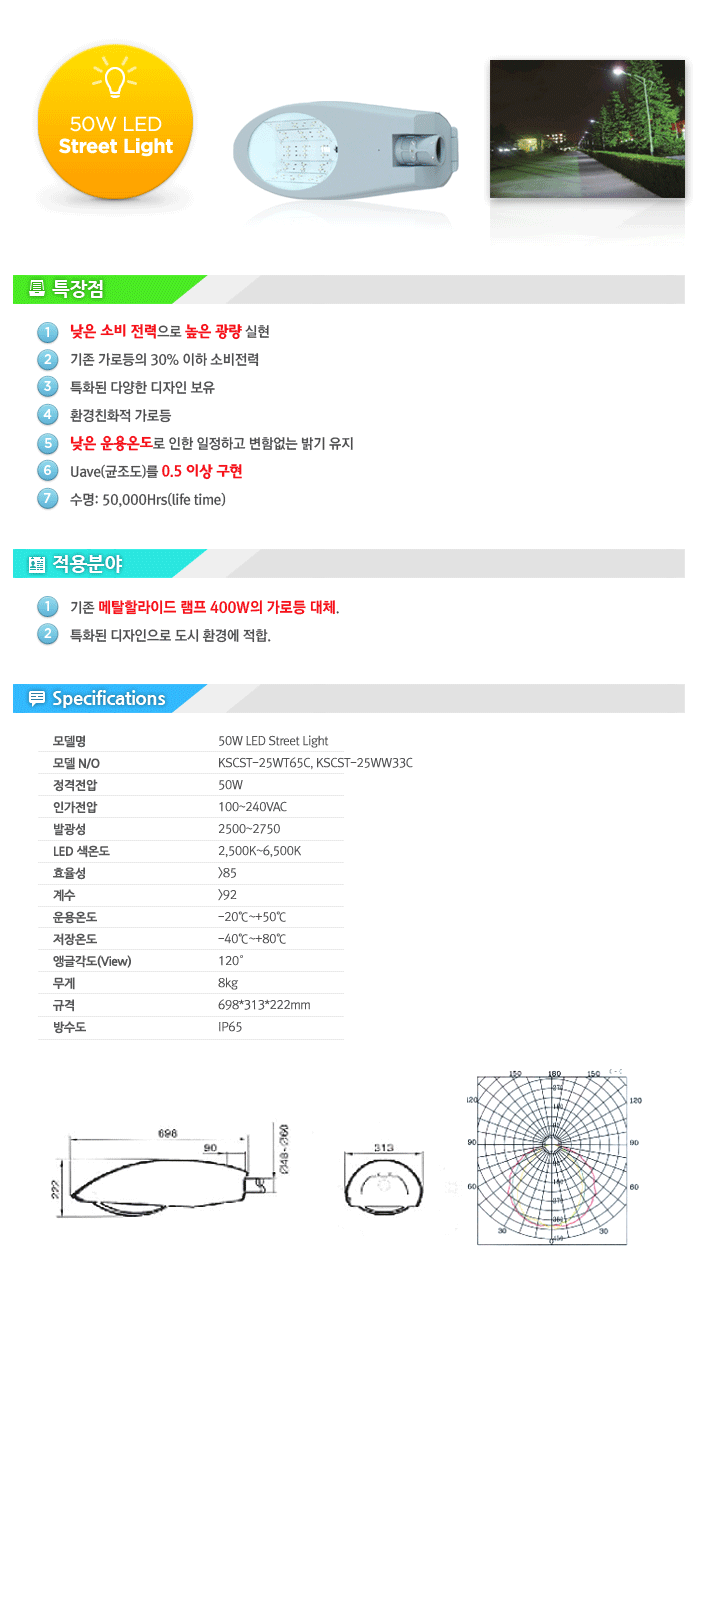 50W LED
Street Light
특장점
1 낮은 소비 전력으로 높은 광량 실현
2 기존 가로등의 30% 이하 소비전력
3 특화된 다양한 디자인 보유
4 환경친화적 가로등
5 낮은 운용온도로 인한 일정하고 변함없는 밝기 유지
6 Uave(균조도)를 0.5 이상 구현
7 수명: 50,000Hrs(life time)
적용분야
1 기존 메탈할라이드 램프 400W의 가로등 대체.
2 특화된 디자인으로 도시 환경에 적합.
Specifications
모델명 50W LED Street Light
모델 N/O KSCST-25WT65C, KSCST-25WW33C
정격전압 50W
인가전압 100~240VAC
발광성 2500~2750
LED 색온도 2,500K~6,500K
효율성 >85
계수 >92
운용온도 -20℃~+50℃
저장온도 -40℃~+80℃
앵글각도(View) 120°
무게 8kg
규격 698*313*222mm
방수도 IP65
698
90
Ø48-Ø60
222
313
150 180 150
120 120
90 90
60 60
30 0 30